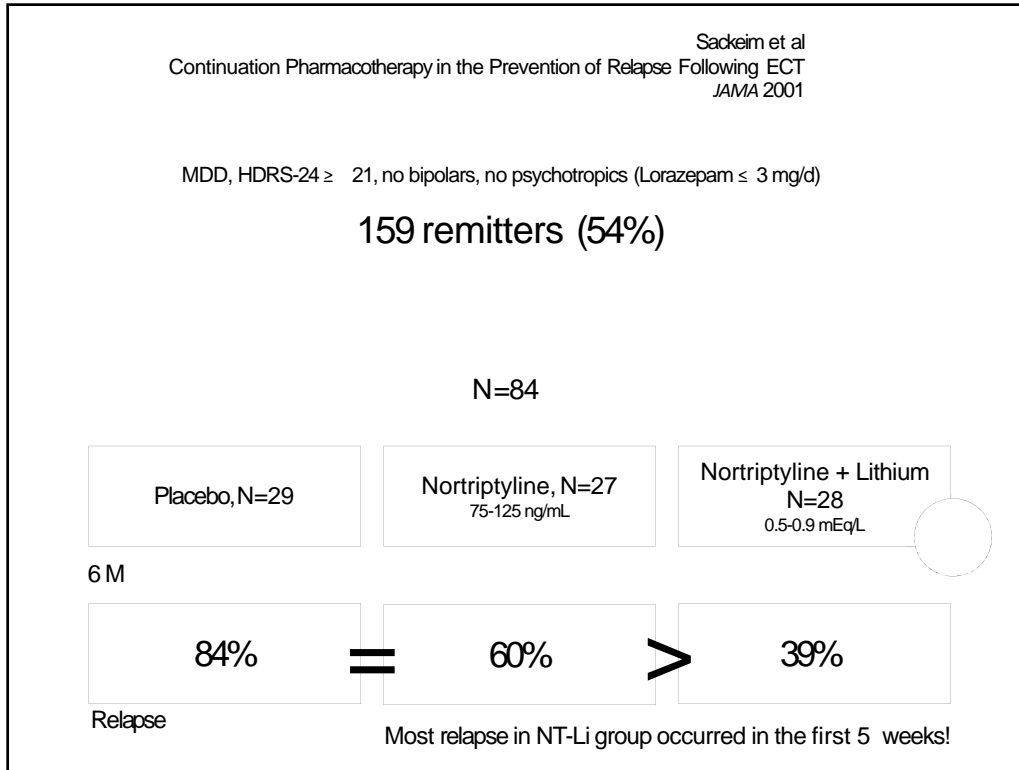 Sackeim et al
Continuation Pharmacotherapy in the Prevention of Relapse Following ECT
JAMA 2001
MDD, HDRS-24 ≥ 21, no bipolars, no psychotropics (Lorazepam ≤ 3 mg/d)
159 remitters (54%)
N=84
Placebo, N=29
Nortriptyline, N=27
75-125 ng/mL
Nortriptyline + Lithium
N=28
0.5-0.9 mEq/L
6 M
84% = 60% > 39%
Relapse
Most relapse in NT-Li group occurred in the first 5 weeks!